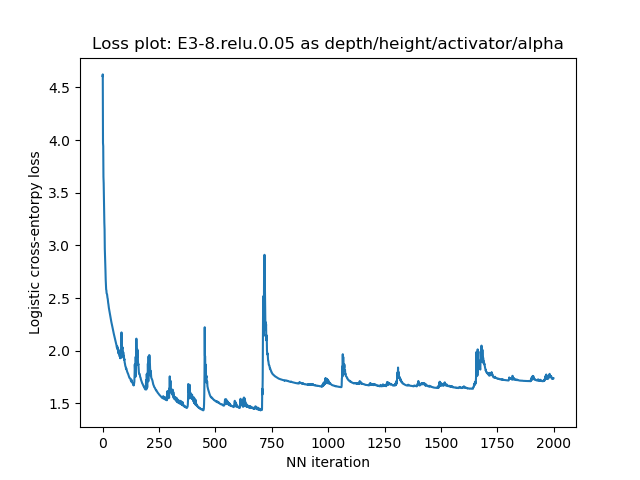 Loss plot: E3-8.relu.0.05 as depth/height/activator/alpha
4.5
4.0
3.5
3.0
2.5
2.0
1.5
Logistic cross-entorpy loss
0 250 500 750 1000 1250 1500 1750 2000
NN iteration